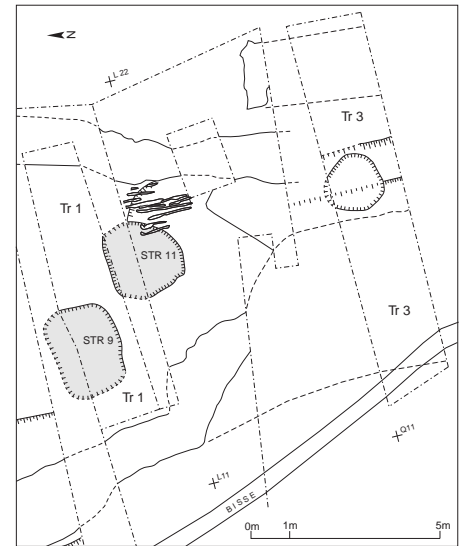 N
L 22
Tr 3
Tr 1
STR 11
STR 9
Tr 3
Tr 1
Q11
L11
BISSE
0m 1m 5m